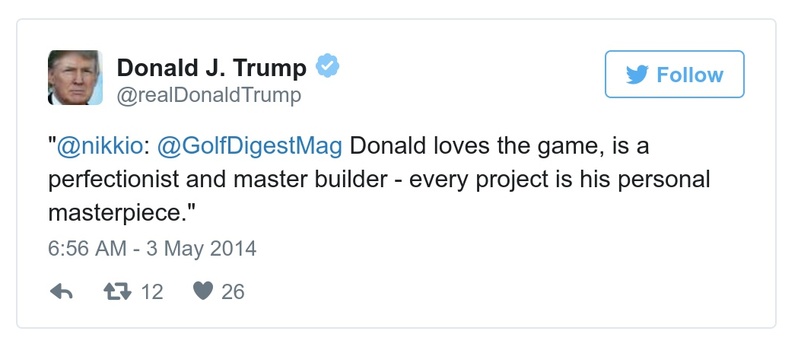 Donald J. Trump
@realDonaldTrump
Follow
"@nikkio: @GolfDigestMag Donald loves the game, is a
perfectionist and master builder - every project is his personal
masterpiece."
6:56 AM - 3 May 2014
12 26